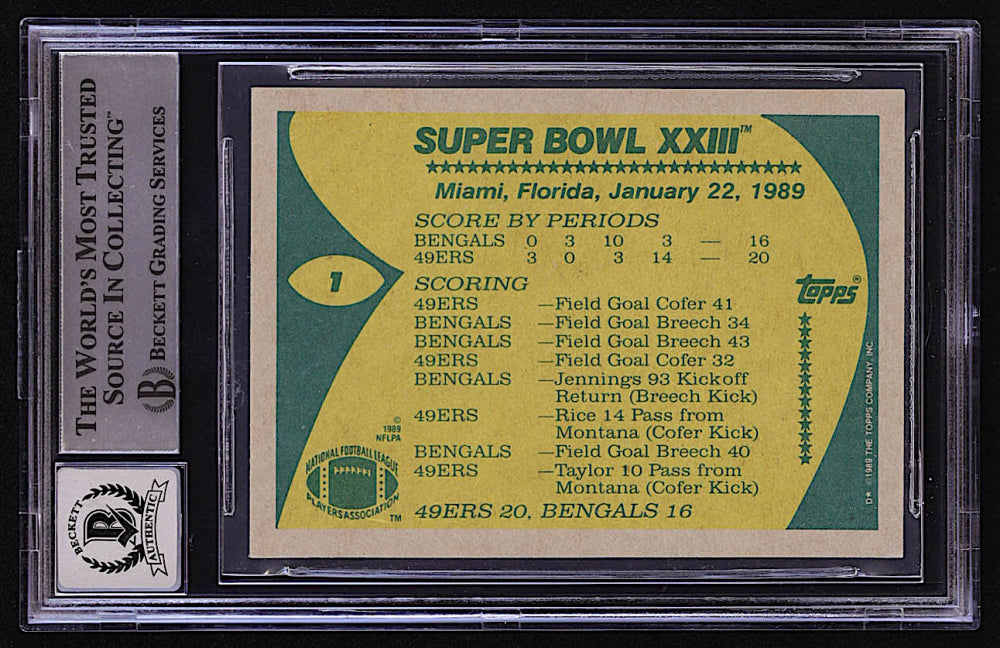 THE WORLD'S MOST TRUSTED
SOURCE IN COLLECTING™
BECKETT GRADING SERVICES
B
BECKETT
B
AUTHENTIC
SUPER BOWL XXIII™
Miami, Florida, January 22, 1989
SCORE BY PERIODS
BENGALS 0 3 10 3 — 16
49ERS 3 0 3 14 — 20
1
SCORING
topps®
49ERS —Field Goal Cofer 41
BENGALS —Field Goal Breech 34
BENGALS —Field Goal Breech 43
49ERS —Field Goal Cofer 32
BENGALS —Jennings 93 Kickoff
Return (Breech Kick)
49ERS —Rice 14 Pass from
Montana (Cofer Kick)
BENGALS —Field Goal Breech 40
49ERS —Taylor 10 Pass from
Montana (Cofer Kick)
49ERS 20, BENGALS 16
©
1989
NFLPA
NATIONAL FOOTBALL LEAGUE
PLAYERS ASSOCIATION
TM
D* ©1989 THE TOPPS COMPANY, INC.